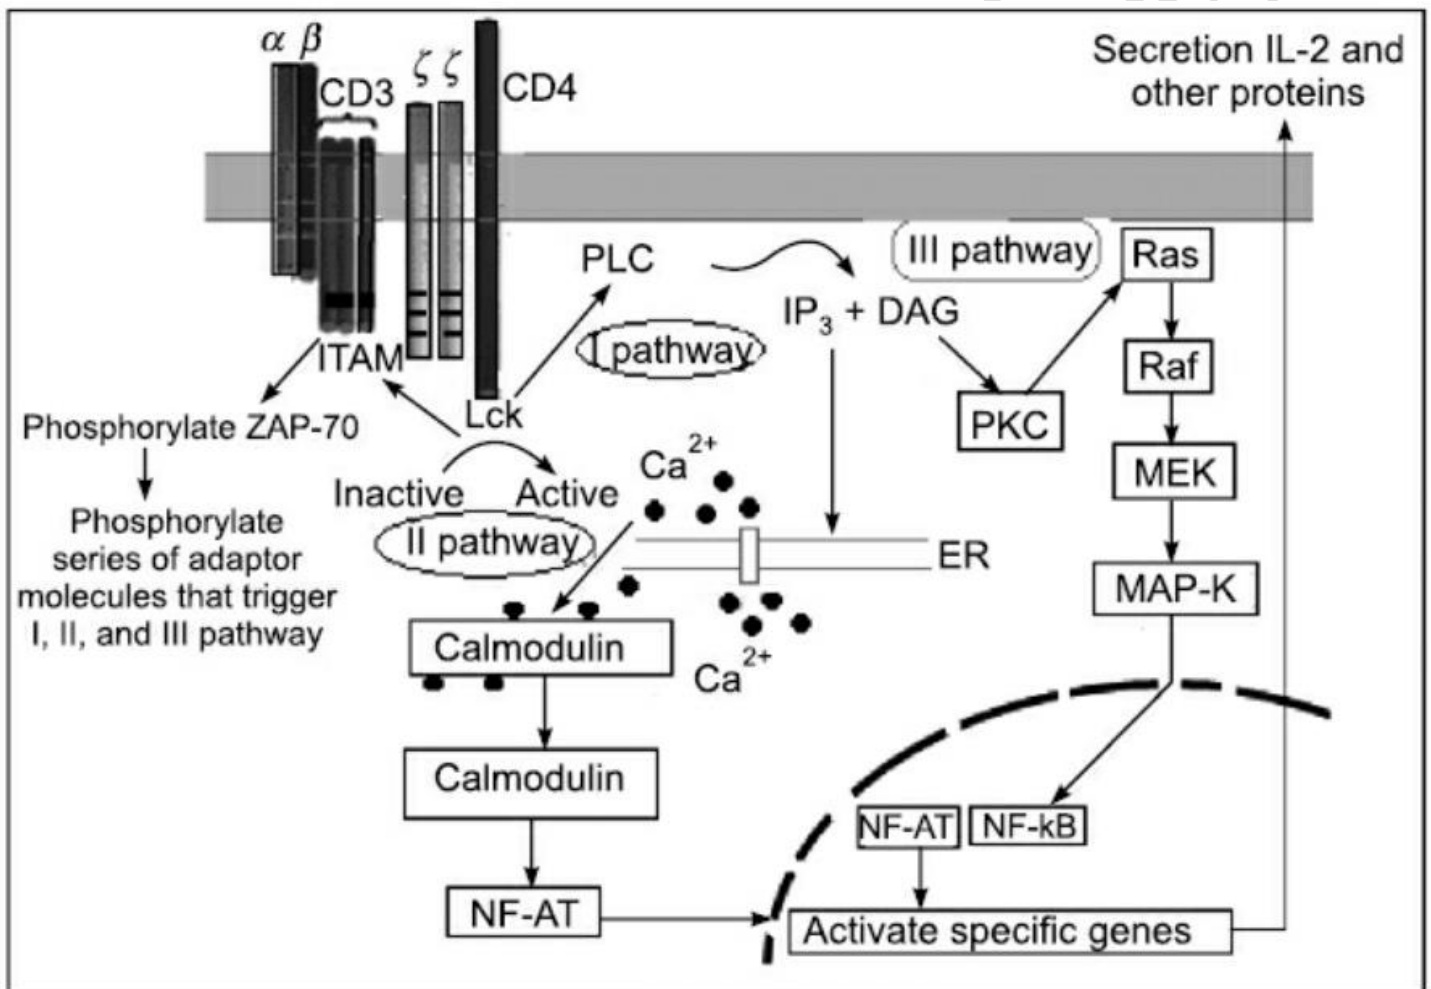 α β
CD3
ζ ζ
CD4
Secretion IL-2 and
other proteins
PLC
III pathway
Ras
IP3 + DAG
I pathway
ITAM
Raf
Lck
PKC
Phosphorylate ZAP-70
Ca2+
MEK
Inactive Active
II pathway
Phosphorylate
series of adaptor
molecules that trigger
I, II, and III pathway
ER
MAP-K
Calmodulin
Ca2+
Calmodulin
NF-AT NF-kB
NF-AT
Activate specific genes